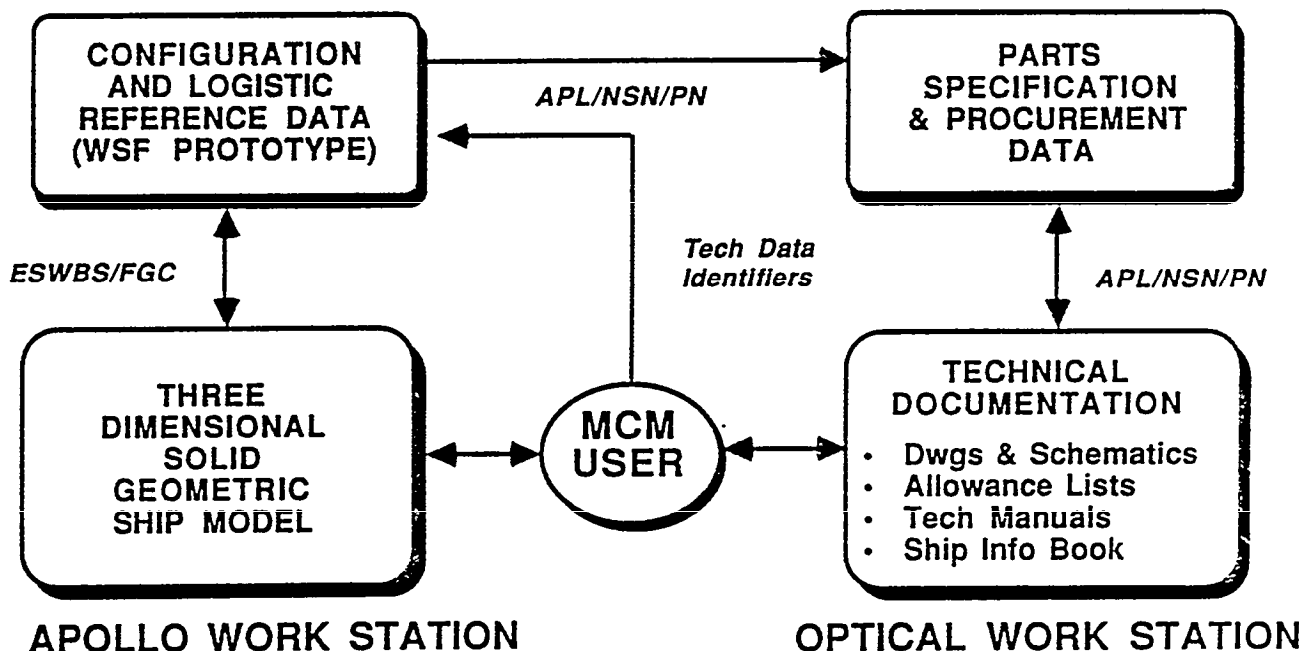 CONFIGURATION
AND LOGISTIC
REFERENCE DATA
(WSF PROTOTYPE)
APL/NSN/PN
PARTS
SPECIFICATION
& PROCUREMENT
DATA
ESWBS/FGC
Tech Data
Identifiers
APL/NSN/PN
THREE
DIMENSIONAL
SOLID
GEOMETRIC
SHIP MODEL
MCM
USER
TECHNICAL
DOCUMENTATION
• Dwgs & Schematics
• Allowance Lists
• Tech Manuals
• Ship Info Book
APOLLO WORK STATION
OPTICAL WORK STATION